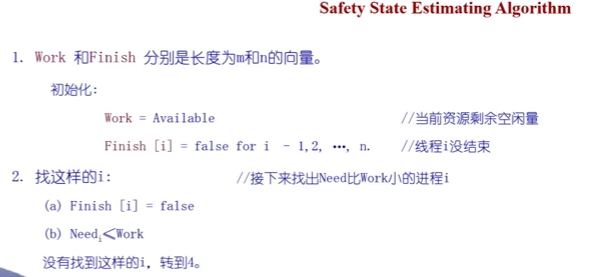 Safety State Estimating Algorithm
1. Work 和Finish 分别是长度为m和n的向量。
初始化:
Work = Available //当前资源剩余空闲量
Finish [i] = false for i - 1,2, …, n. //线程i没结束
2. 找这样的i: //接下来找出Need比Work小的进程i
(a) Finish [i] = false
(b) Needᵢ≤Work
没有找到这样的i, 转到4。